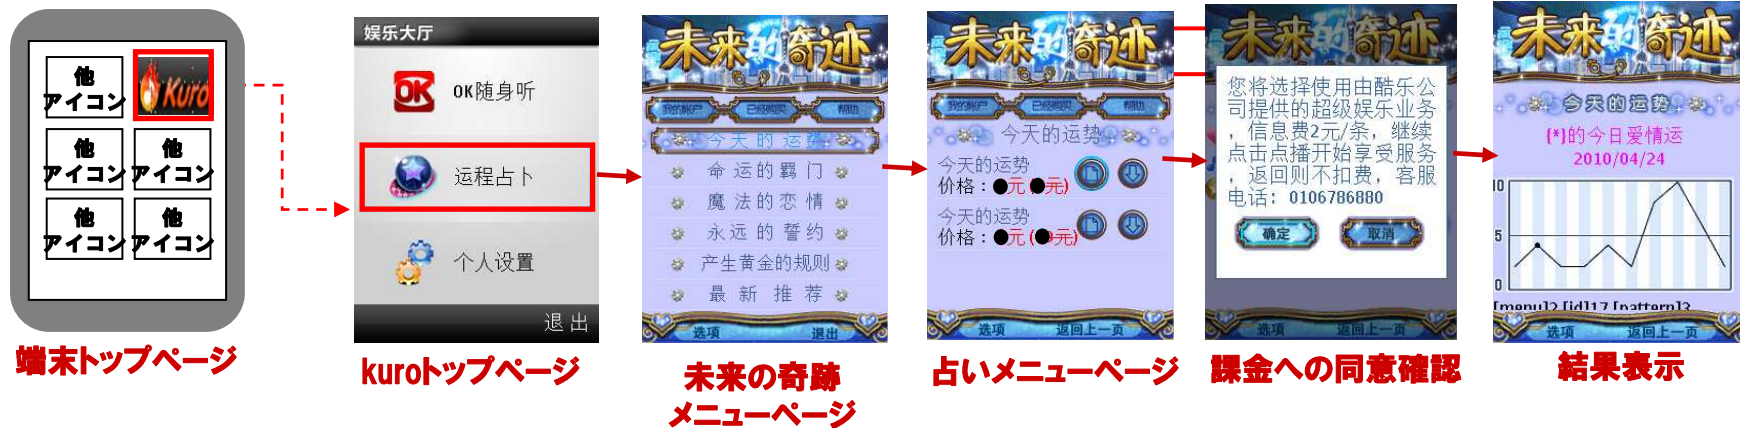 他
アイコン
Kuro
他
アイコン
他
アイコン
他
アイコン
他
アイコン
端末トップページ
娱乐大厅
OK
OK随身听
运程占卜
个人设置
退出
kuroトップページ
未来的奇迹
我的账户
已经购买
帮助
今天的运势
命运的羁门
魔法的恋情
永远的誓约
产生黄金的规则
最新推荐
选项
退出
未来の奇跡
メニューページ
未来的奇迹
我的账户
已经购买
帮助
今天的运势
今天的运势
价格：●元(●元)
今天的运势
价格：●元(●元)
选项
返回上一页
占いメニューページ
未来的奇迹
您将选择使用由酷乐公
司提供的超级娱乐业务
，信息费2元/条，继续
点击点播开始享受服务
，返回则不扣费，客服
电话：0106786880
确定
取消
选项
返回上一页
課金への同意確認
未来的奇迹
今天的运势
{*}的今日爱情运
2010/04/24
10
5
0
[menu]2 [id]17 [pattern]3
选项
返回上一页
結果表示